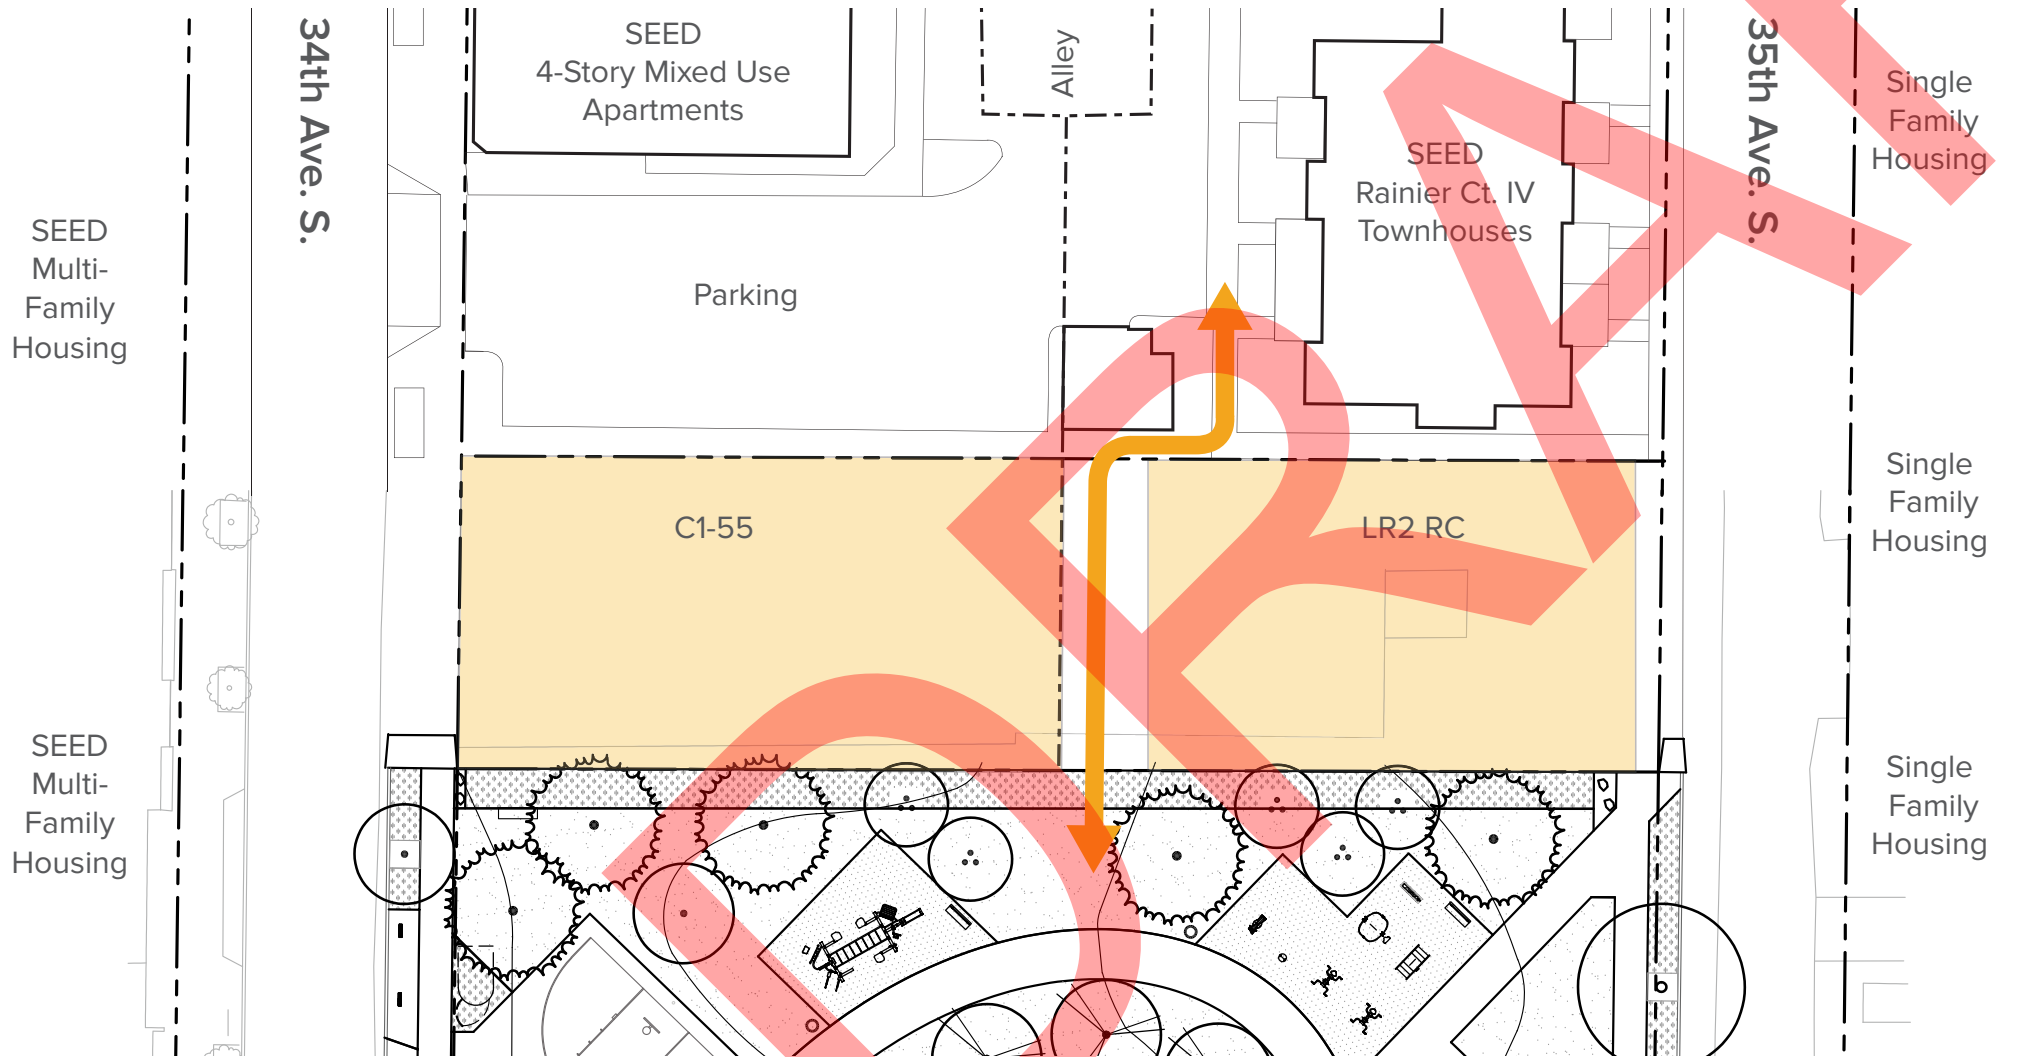 34th Ave. S.
SEED
4-Story Mixed Use
Apartments
Alley
35th Ave. S.
Single
Family
Housing
SEED
Rainier Ct. IV
Townhouses
SEED
Multi-
Family
Housing
Parking
C1-55
LR2 RC
Single
Family
Housing
SEED
Multi-
Family
Housing
Single
Family
Housing